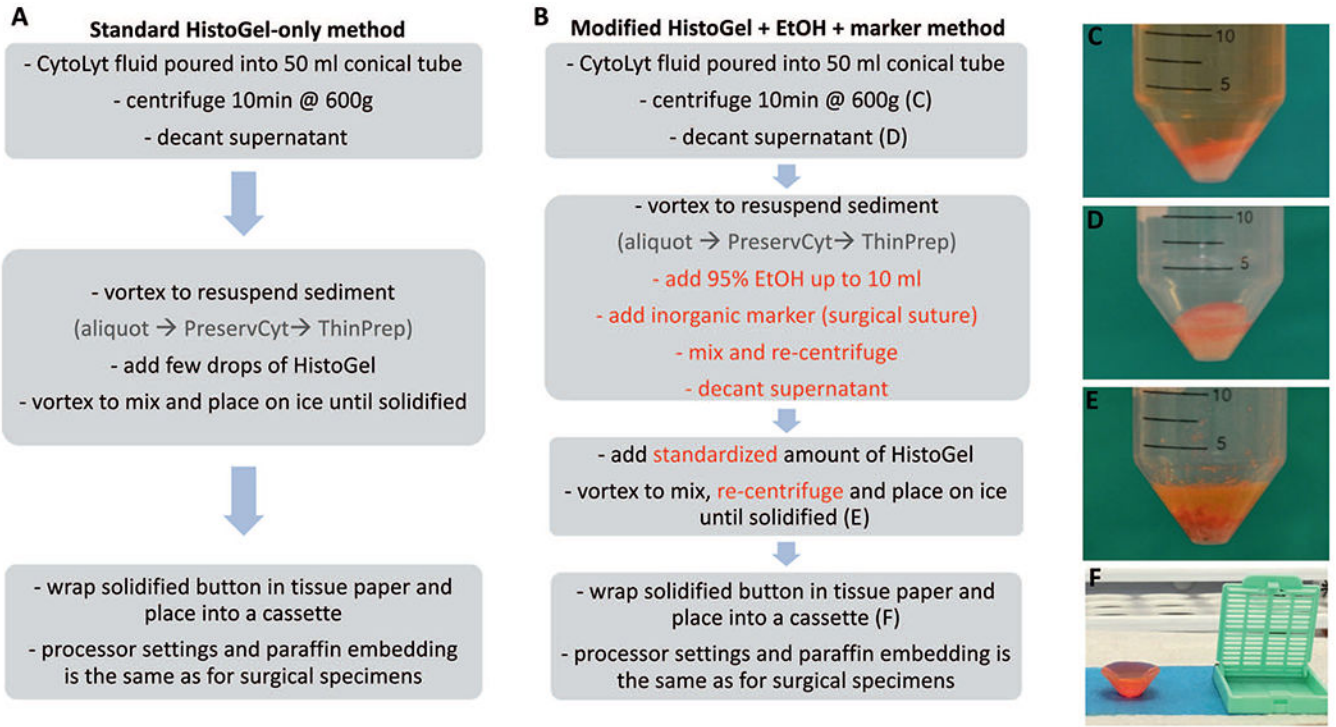 A
Standard HistoGel-only method
- CytoLyt fluid poured into 50 ml conical tube
- centrifuge 10min @ 600g
- decant supernatant
- vortex to resuspend sediment
(aliquot → PreservCyt→ ThinPrep)
- add few drops of HistoGel
- vortex to mix and place on ice until solidified
- wrap solidified button in tissue paper and
place into a cassette
- processor settings and paraffin embedding
is the same as for surgical specimens
B
Modified HistoGel + EtOH + marker method
- CytoLyt fluid poured into 50 ml conical tube
- centrifuge 10min @ 600g (C)
- decant supernatant (D)
- vortex to resuspend sediment
(aliquot → PreservCyt→ ThinPrep)
- add 95% EtOH up to 10 ml
- add inorganic marker (surgical suture)
- mix and re-centrifuge
- decant supernatant
- add standardized amount of HistoGel
- vortex to mix, re-centrifuge and place on ice
until solidified (E)
- wrap solidified button in tissue paper and
place into a cassette (F)
- processor settings and paraffin embedding is
the same as for surgical specimens
C
10
5
D
10
5
E
10
5
F